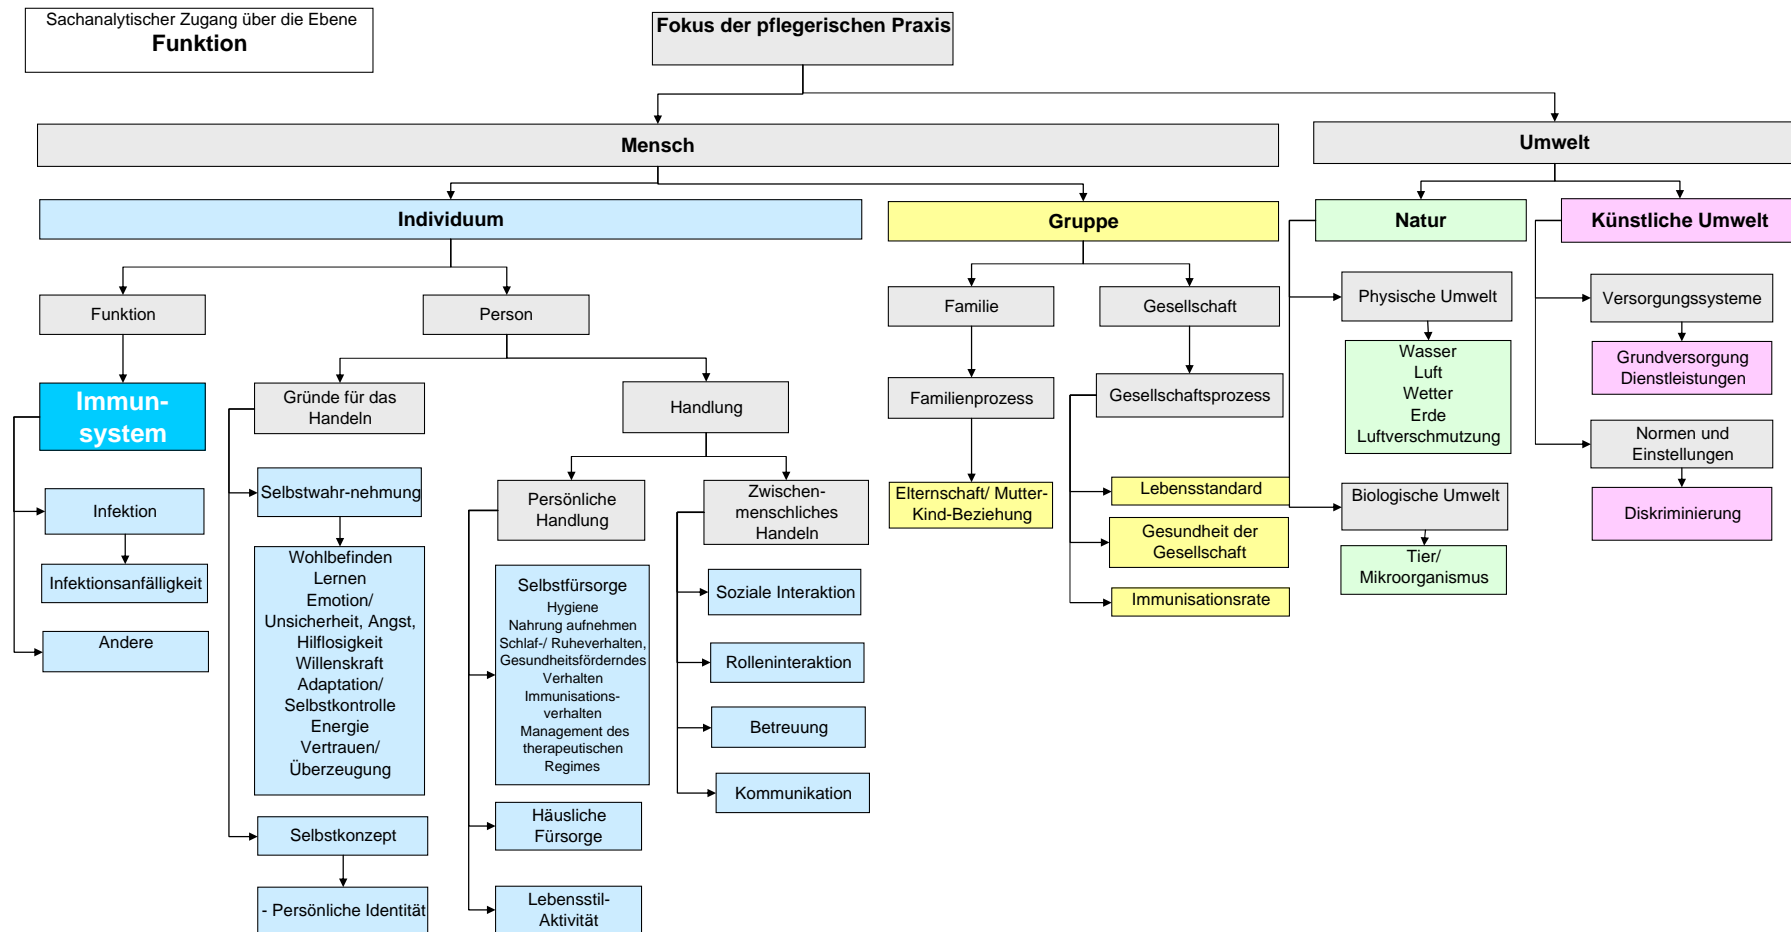 Sachanalytischer Zugang über die Ebene
Funktion
Fokus der pflegerischen Praxis
Mensch
Umwelt
Individuum
Gruppe
Natur
Künstliche Umwelt
Funktion
Person
Familie
Gesellschaft
Physische Umwelt
Versorgungssysteme
Immun-
system
Gründe für das
Handeln
Handlung
Familienprozess
Gesellschaftsprozess
Wasser
Luft
Wetter
Erde
Luftverschmutzung
Grundversorgung
Dienstleistungen
Normen und
Einstellungen
Infektion
Selbstwahr-nehmung
Persönliche
Handlung
Zwischen-
menschliches
Handeln
Elternschaft/ Mutter-
Kind-Beziehung
Lebensstandard
Biologische Umwelt
Diskriminierung
Gesundheit der
Gesellschaft
Tier/
Mikroorganismus
Infektionsanfälligkeit
Wohlbefinden
Lernen
Emotion/
Unsicherheit, Angst,
Hilflosigkeit
Willenskraft
Adaptation/
Selbstkontrolle
Energie
Vertrauen/
Überzeugung
Selbstfürsorge
Hygiene
Nahrung aufnehmen
Schlaf-/ Ruheverhalten,
Gesundheitsförderndes
Verhalten
Immunisations-
verhalten
Management des
therapeutischen
Regimes
Soziale Interaktion
Immunisationsrate
Andere
Rolleninteraktion
Betreuung
Kommunikation
Selbstkonzept
Häusliche
Fürsorge
- Persönliche Identität
Lebensstil-
Aktivität